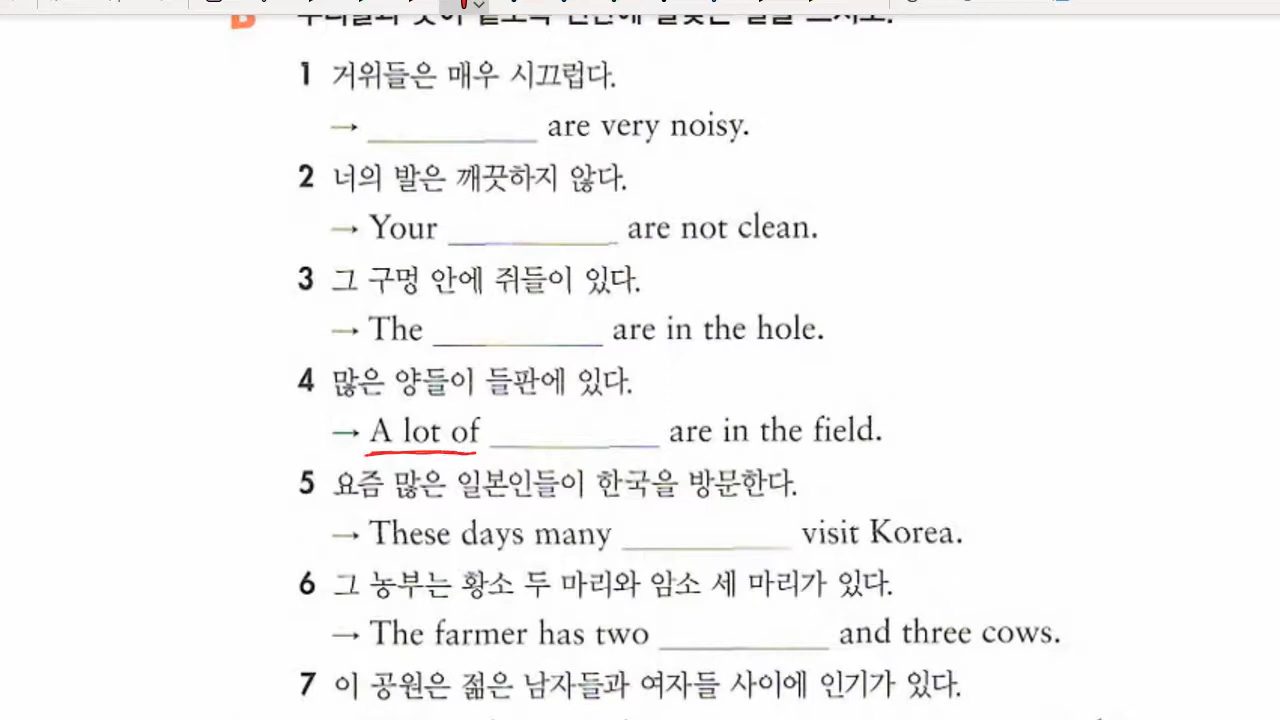 1 거위들은 매우 시끄럽다.
→ __________ are very noisy.
2 너의 발은 깨끗하지 않다.
→ Your __________ are not clean.
3 그 구멍 안에 쥐들이 있다.
→ The __________ are in the hole.
4 많은 양들이 들판에 있다.
→ A lot of __________ are in the field.
5 요즘 많은 일본인들이 한국을 방문한다.
→ These days many __________ visit Korea.
6 그 농부는 황소 두 마리와 암소 세 마리가 있다.
→ The farmer has two __________ and three cows.
7 이 공원은 젊은 남자들과 여자들 사이에 인기가 있다.